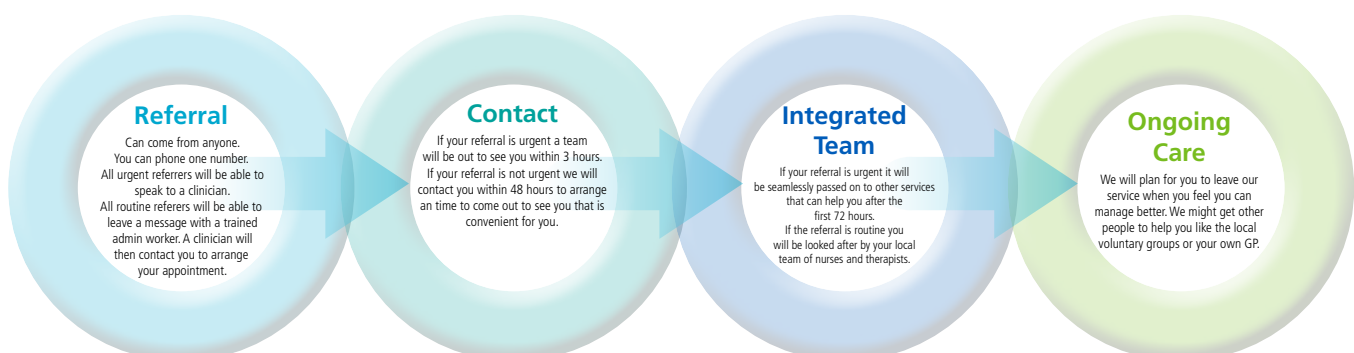 Referral
Can come from anyone.
You can phone one number.
All urgent referrers will be able to
speak to a clinician.
All routine referers will be able to
leave a message with a trained
admin worker. A clinician will
then contact you to arrange
your appointment.
Contact
If your referral is urgent a team
will be out to see you within 3 hours.
If your referral is not urgent we will
contact you within 48 hours to arrange
an time to come out to see you that is
convenient for you.
Integrated
Team
If your referral is urgent it will
be seamlessly passed on to other services
that can help you after the
first 72 hours.
If the referral is routine you
will be looked after by your local
team of nurses and therapists.
Ongoing
Care
We will plan for you to leave our
service when you feel you can
manage better. We might get other
people to help you like the local
voluntary groups or your own GP.